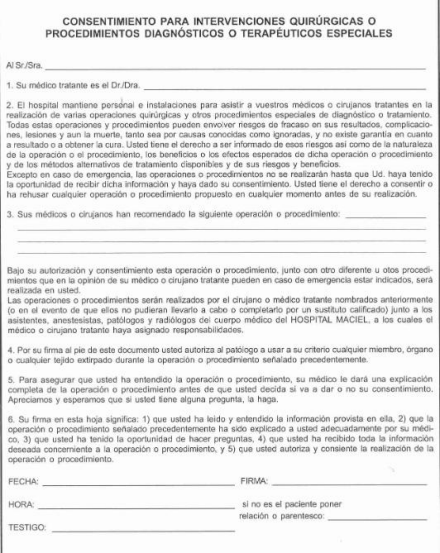 CONSENTIMIENTO PARA INTERVENCIONES QUIRÚRGICAS O
PROCEDIMIENTOS DIAGNÓSTICOS O TERAPÉUTICOS ESPECIALES
Al Sr/Sra.
1. Su médico tratante es el Dr./Dra.
2. El hospital mantiene personal e instalaciones para asistir a vuestros médicos o cirujanos tratantes en la
realización de varias operaciones quirúrgicas y otros procedimientos especiales de diagnóstico o tratamiento.
Todas estas operaciones y procedimientos pueden envolver riesgos de fracaso en sus resultados, complicacio-
nes, lesiones y aun la muerte, tanto sea por causas conocidas como ignoradas, y no existe garantía en cuanto
a resultado o a obtener la cura. Usted tiene el derecho a ser informado de esos riesgos así como de la naturaleza
de la operación o el procedimiento, los beneficios o los efectos esperados de dicha operación o procedimiento
y de los métodos alternativos de tratamiento disponibles y de sus riesgos y beneficios.
Excepto en caso de emergencia, las operaciones o procedimientos no se realizarán hasta que Ud. haya tenido
la oportunidad de recibir dicha información y haya dado su consentimiento. Usted tiene el derecho a consentir o
ha rehusar cualquier operación o procedimiento propuesto en cualquier momento antes de su realización.
3. Sus médicos o cirujanos han recomendado la siguiente operación o procedimiento:
Bajo su autorización y consentimiento esta operación o procedimiento, junto con otro diferente u otos procedi-
mientos que en la opinión de su médico o cirujano tratante pueden en caso de emergencia estar indicados, será
realizada en usted.
Las operaciones o procedimientos serán realizados por el cirujano o médico tratante nombrados anteriormente
(o en el evento de que ellos no pudieran llevarlo a cabo o completarlo por un sustituto calificado) junto a los
asistentes, anestesistas, patólogos y radiólogos del cuerpo médico del HOSPITAL MACIEL, a los cuales el
médico o cirujano tratante haya asignado responsabilidades.
4. Por su firma al pie de este documento usted autoriza al patólogo a usar a su criterio cualquier miembro, órgano
o cualquier tejido extirpado durante la operación o procedimiento señalado precedentemente.
5. Para asegurar que usted ha entendido la operación o procedimiento, su médico le dará una explicación
completa de la operación o procedimiento antes de que usted decida si va a dar o no su consentimiento.
Apreciamos y esperamos que si usted tiene alguna pregunta, la haga.
6. Su firma en esta hoja significa: 1) que usted ha leído y entendido la información provista en ella, 2) que la
operación o procedimiento señalado precedentemente ha sido explicado a usted adecuadamente por su médi-
co, 3) que usted ha tenido la oportunidad de hacer preguntas, 4) que usted ha recibido toda la información
deseada concerniente a la operación o procedimiento, y 5) que usted autoriza y consiente la realización de la
operación o procedimiento.
FECHA: FIRMA:
HORA: si no es el paciente poner
relación o parentesco:
TESTIGO: